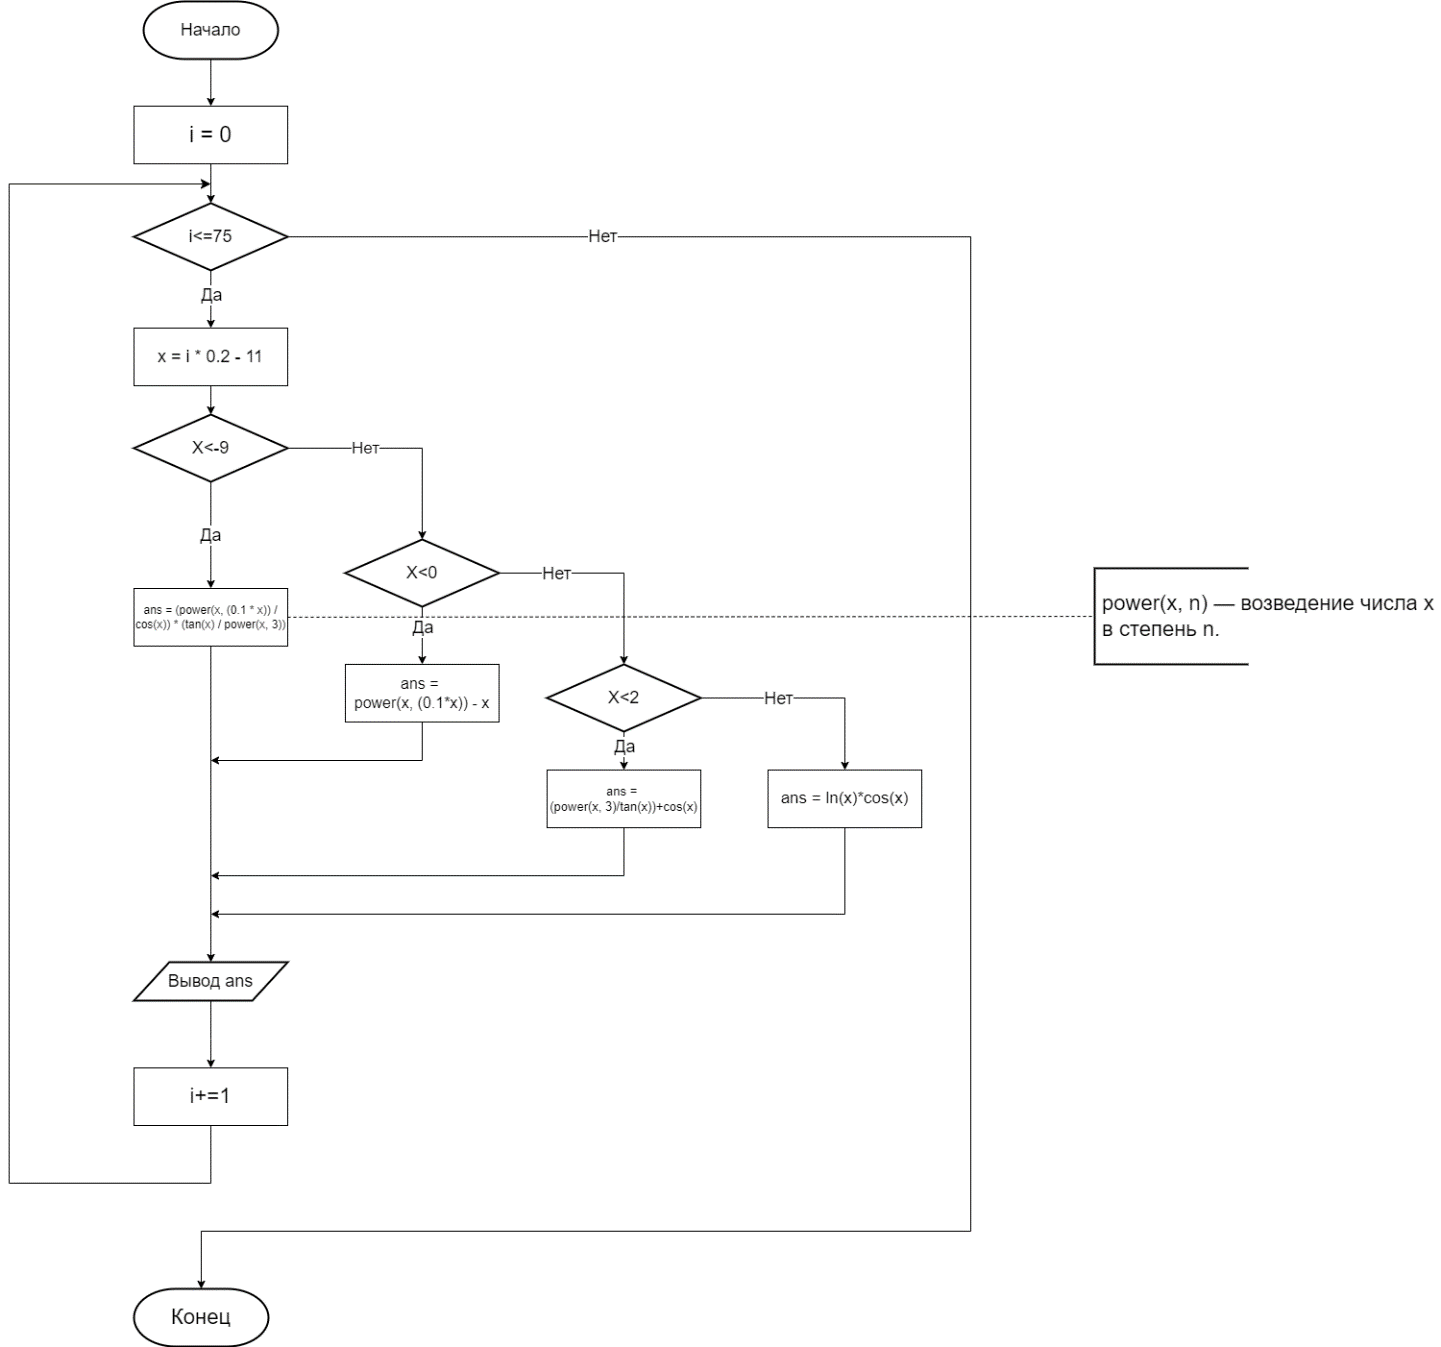 Начало
i = 0
i<=75
Нет
Да
x = i * 0.2 - 11
X<-9
Нет
Да
X<0
Нет
ans = (power(x, (0.1 * x)) /
cos(x)) * (tan(x) / power(x, 3))
power(x, n) — возведение числа x
в степень n.
Да
ans =
power(x, (0.1*x)) - x
X<2
Нет
Да
ans =
(power(x, 3)/tan(x))+cos(x)
ans = ln(x)*cos(x)
Вывод ans
i+=1
Конец